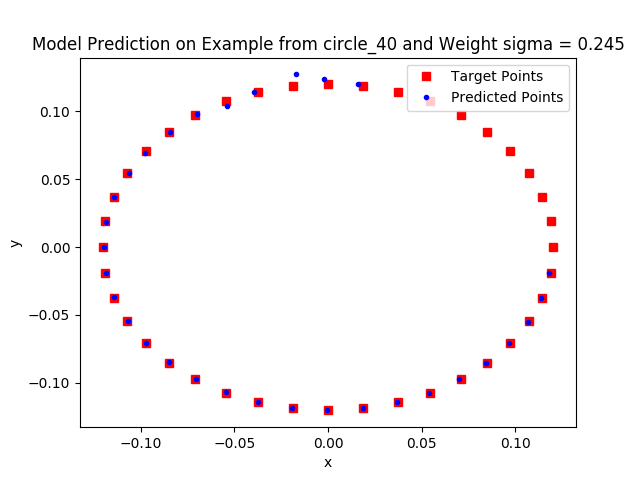 Model Prediction on Example from circle_40 and Weight sigma = 0.245
Target Points
Predicted Points
0.10
0.05
0.00
−0.05
−0.10
y
−0.10
−0.05
0.00
0.05
0.10
x